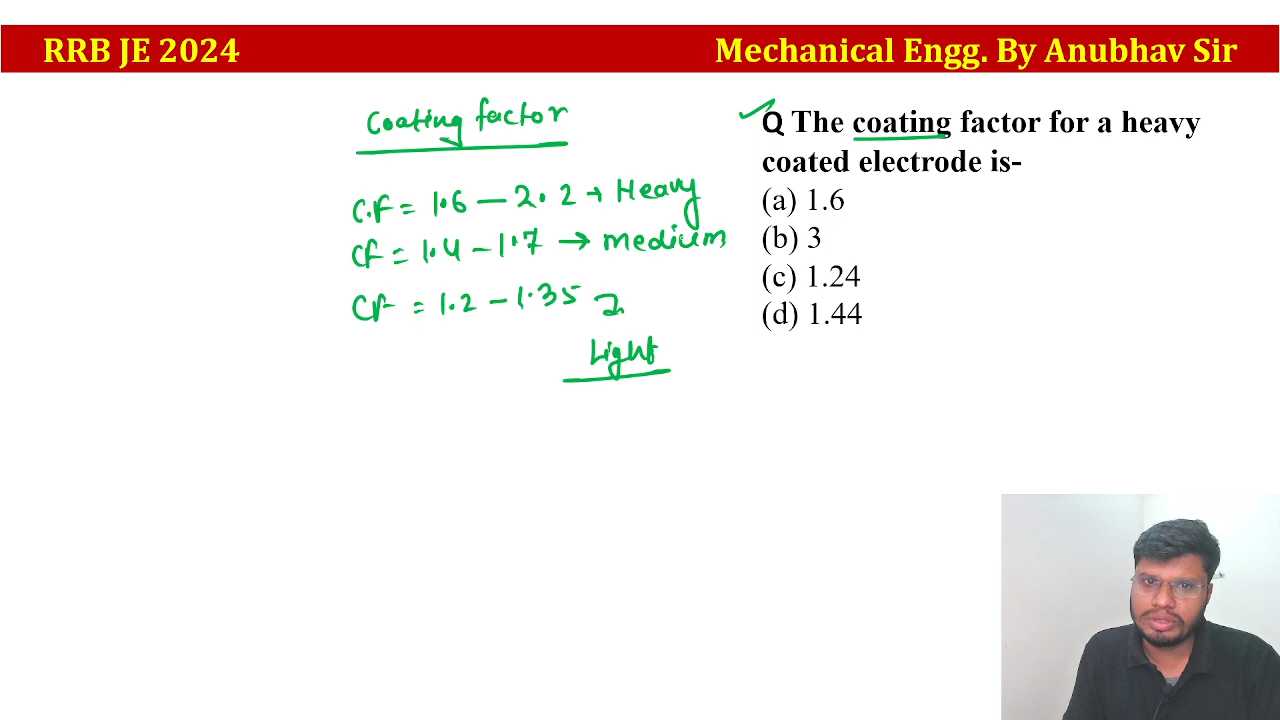 RRB JE 2024
Mechanical Engg. By Anubhav Sir
Coating factor
C.F = 1.6 — 2.2 → Heavy
CF = 1.4 – 1.7 → medium
CF = 1.2 – 1.35
Light
Q The coating factor for a heavy
coated electrode is-
(a) 1.6
(b) 3
(c) 1.24
(d) 1.44